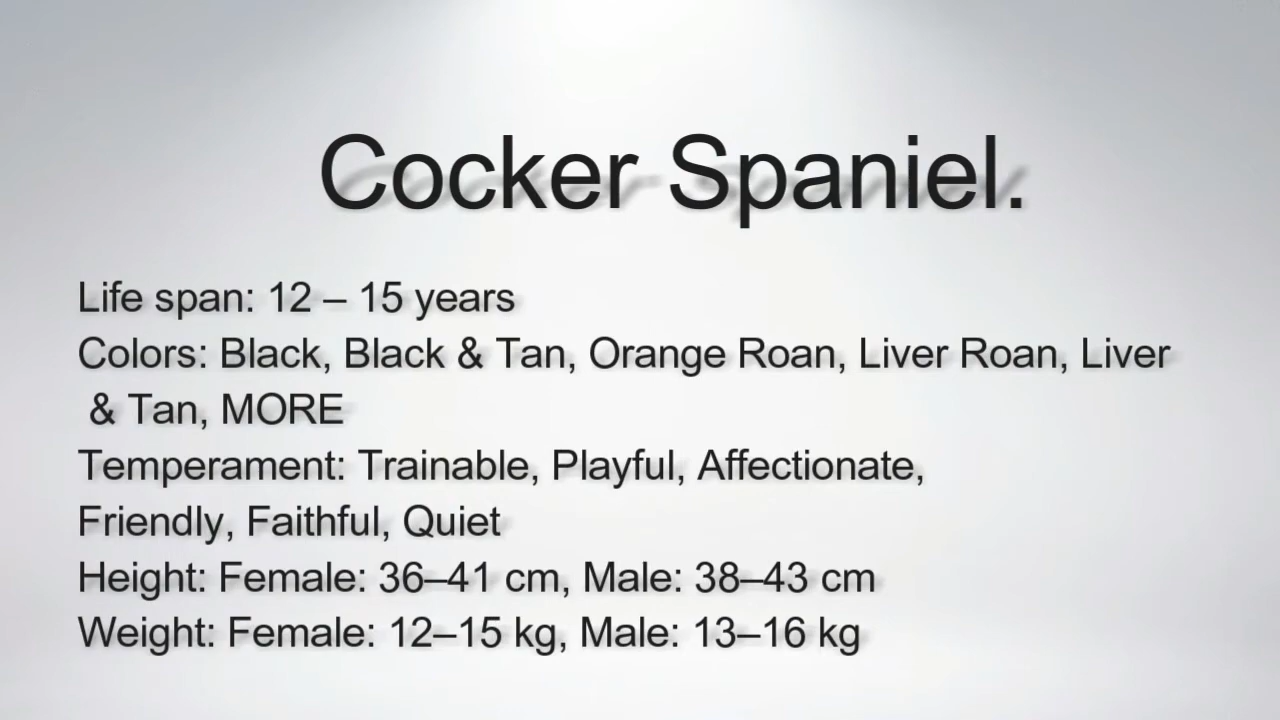 Cocker Spaniel.
Life span: 12 – 15 years
Colors: Black, Black & Tan, Orange Roan, Liver Roan, Liver
& Tan, MORE
Temperament: Trainable, Playful, Affectionate,
Friendly, Faithful, Quiet
Height: Female: 36–41 cm, Male: 38–43 cm
Weight: Female: 12–15 kg, Male: 13–16 kg